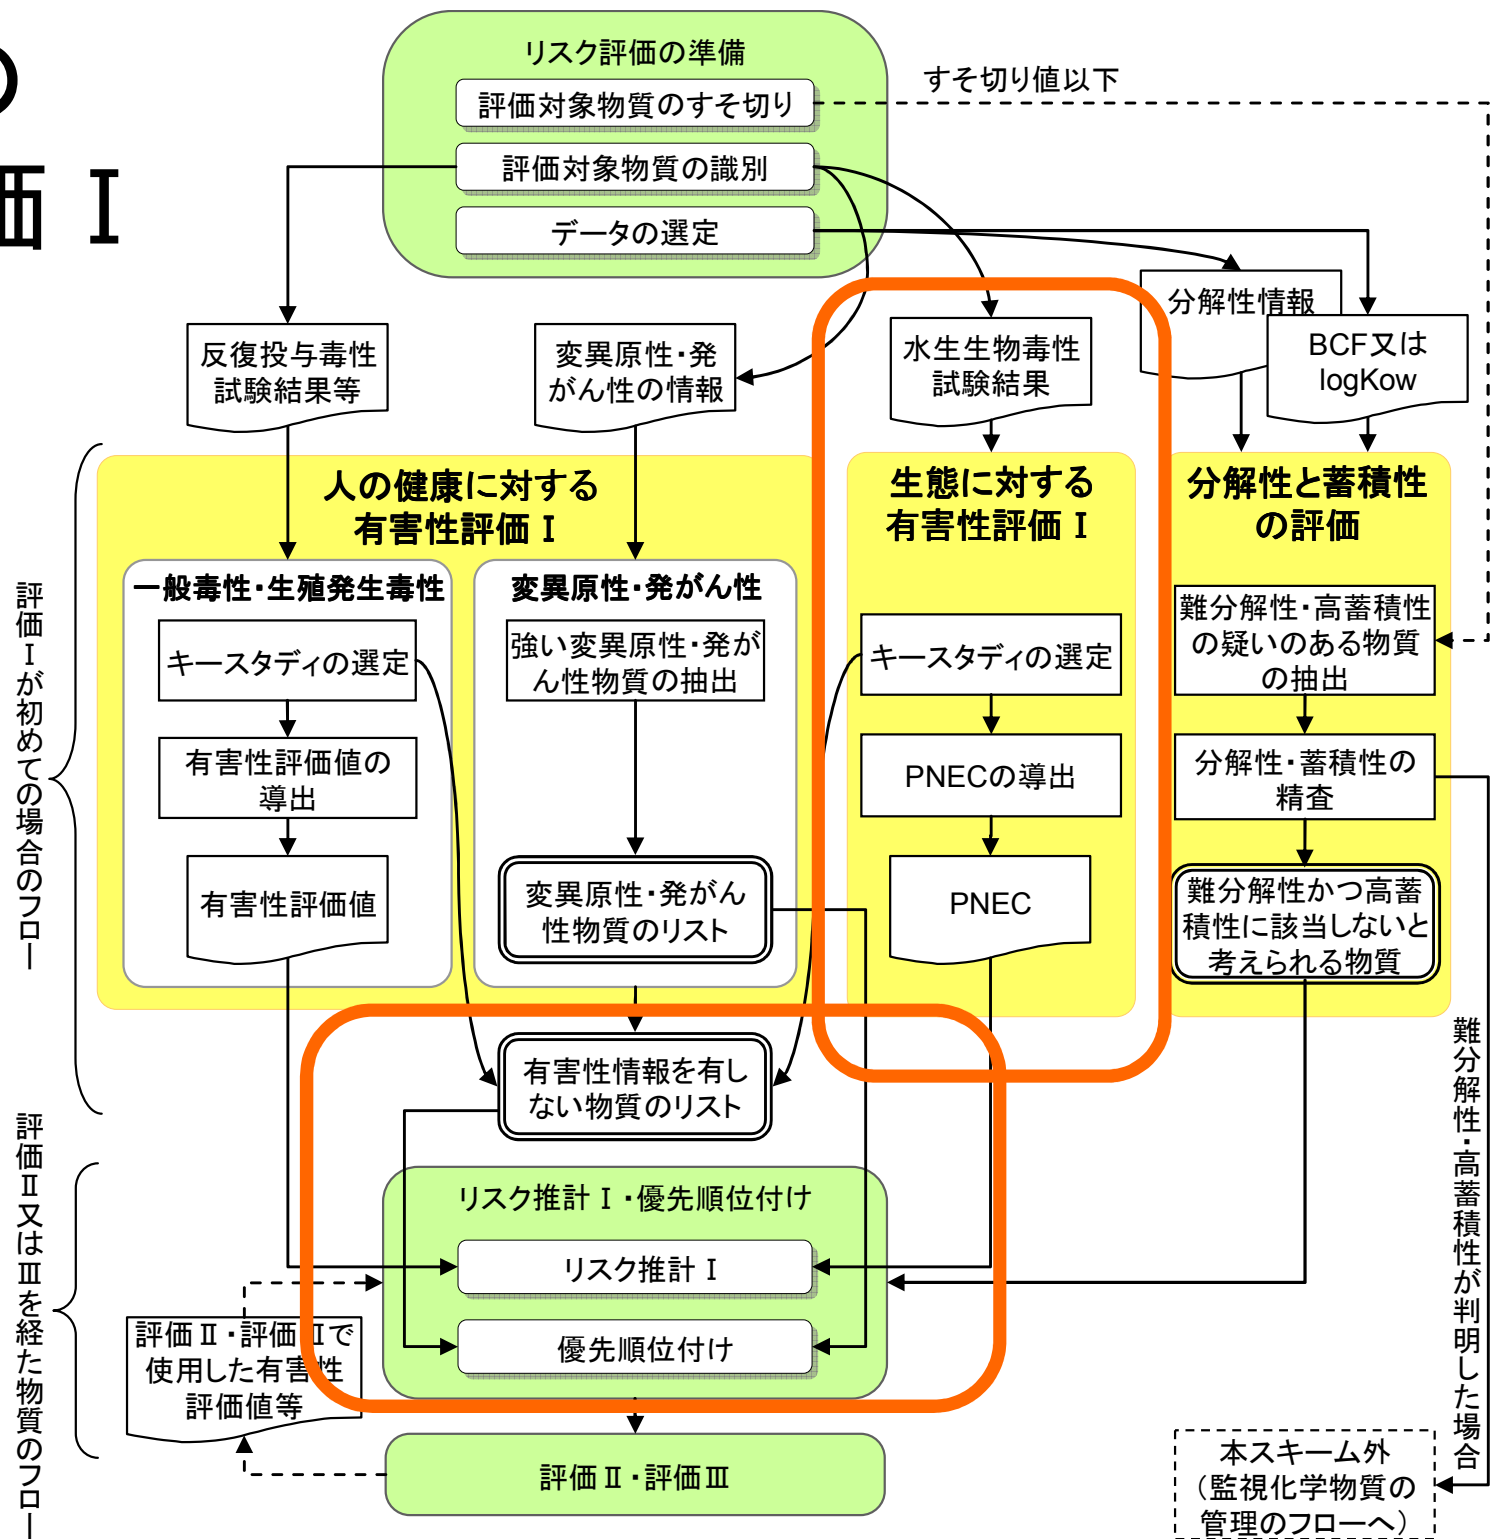 の
価Ⅰ
リスク評価の準備
評価対象物質のすそ切り
評価対象物質の識別
データの選定
すそ切り値以下
反復投与毒性
試験結果等
変異原性・発
がん性の情報
水生生物毒性
試験結果
分解性情報
BCF又は
logKow
人の健康に対する
有害性評価Ⅰ
生態に対する
有害性評価Ⅰ
分解性と蓄積性
の評価
一般毒性・生殖発生毒性
キースタディの選定
有害性評価値の
導出
有害性評価値
変異原性・発がん性
強い変異原性・発が
ん性物質の抽出
変異原性・発がん
性物質のリスト
キースタディの選定
PNECの導出
PNEC
難分解性・高蓄積性
の疑いのある物質
の抽出
分解性・蓄積性の
精査
難分解性かつ高蓄
積性に該当しないと
考えられる物質
評価Ⅰが初めての場合のフロー
有害性情報を有し
ない物質のリスト
難分解性・高蓄積性が判明した場合
評価Ⅱ又はⅢを経た物質のフロー
リスク推計Ⅰ・優先順位付け
リスク推計Ⅰ
優先順位付け
評価Ⅱ・評価Ⅲで
使用した有害性
評価値等
評価Ⅱ・評価Ⅲ
本スキーム外
（監視化学物質の
管理のフローへ）